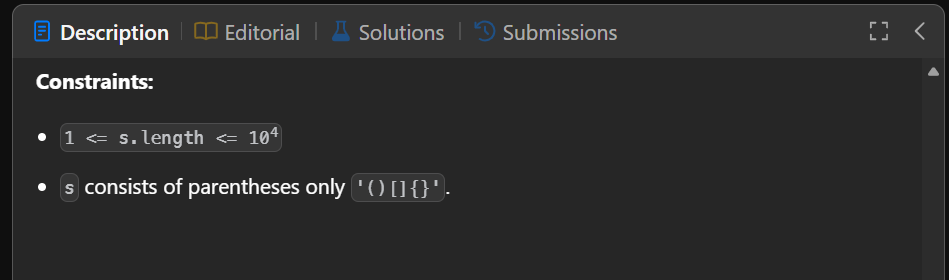 Description Editorial Solutions Submissions
Constraints:
• 1 <= s.length <= 10⁴
• s consists of parentheses only '()[]{}'.